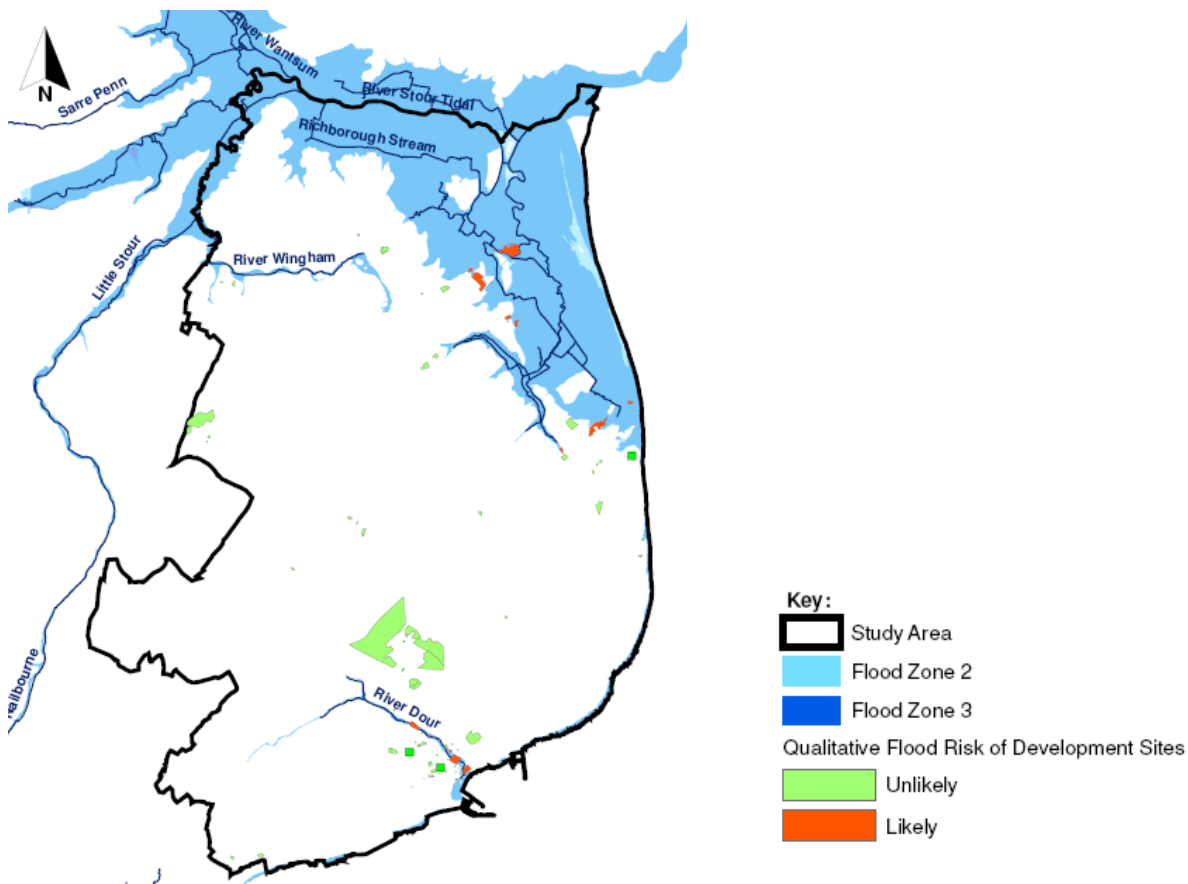 River Wantsum
N
Sarre Penn
River Stour Tidal
Richborough Stream
Little Stour
River Wingham
River Dour
Key:
Study Area
Flood Zone 2
Flood Zone 3
Qualitative Flood Risk of Development Sites
Unlikely
Likely